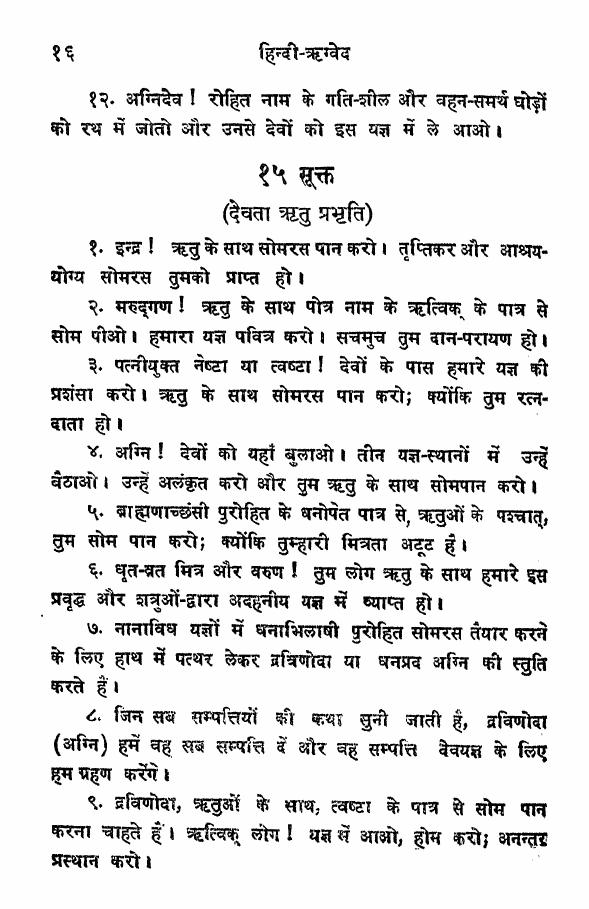 १६
हिन्दी-ऋग्वेद
१२. अग्निदेव ! रोहित नाम के गति-शील और वहन-समर्थ घोड़ों
को रथ में जोतो और उनसे देवों को इस यज्ञ में ले आओ।
१५ सूक्त
(देवता ऋतु प्रभृति)
१. इन्द्र ! ऋतु के साथ सोमरस पान करो। तृप्तिकर और आश्रय-
योग्य सोमरस तुमको प्राप्त हो।
२. मरुद्गण ! ऋतु के साथ पोत्र नाम के ऋत्विक् के पात्र से
सोम पीओ। हमारा यज्ञ पवित्र करो। सचमुच तुम दान-परायण हो।
३. पत्नीयुक्त नेष्टा या त्वष्टा ! देवों के पास हमारे यज्ञ की
प्रशंसा करो। ऋतु के साथ सोमरस पान करो; क्योंकि तुम रत्न-
दाता हो।
४. अग्नि ! देवों को यहाँ बुलाओ। तीन यज्ञ-स्थानों में उन्हें
बैठाओ। उन्हें अलंकृत करो और तुम ऋतु के साथ सोमपान करो।
५. ब्राह्मणाच्छंसी पुरोहित के धनोपेत पात्र से, ऋतुओं के पश्चात्,
तुम सोम पान करो; क्योंकि तुम्हारी मित्रता अटूट है।
६. धृत-व्रत मित्र और वरुण ! तुम लोग ऋतु के साथ हमारे इस
प्रवृद्ध और शत्रुओं-द्वारा अदहनीय यज्ञ में व्याप्त हो।
७. नानाविध यज्ञों में धनाभिलाषी पुरोहित सोमरस तैयार करने
के लिए हाथ में पत्थर लेकर द्रविणोदा या धनप्रद अग्नि की स्तुति
करते हैं।
८. जिन सब सम्पत्तियों की कथा सुनी जाती है, द्रविणोदा
(अग्नि) हमें वह सब सम्पत्ति दें और वह सम्पत्ति देवयज्ञ के लिए
हम ग्रहण करेंगे।
९. द्रविणोदा, ऋतुओं के साथ, त्वष्टा के पात्र से सोम पान
करना चाहते हैं। ऋत्विक् लोग ! यज्ञ में आओ, होम करो; अनन्तर
प्रस्थान करो।